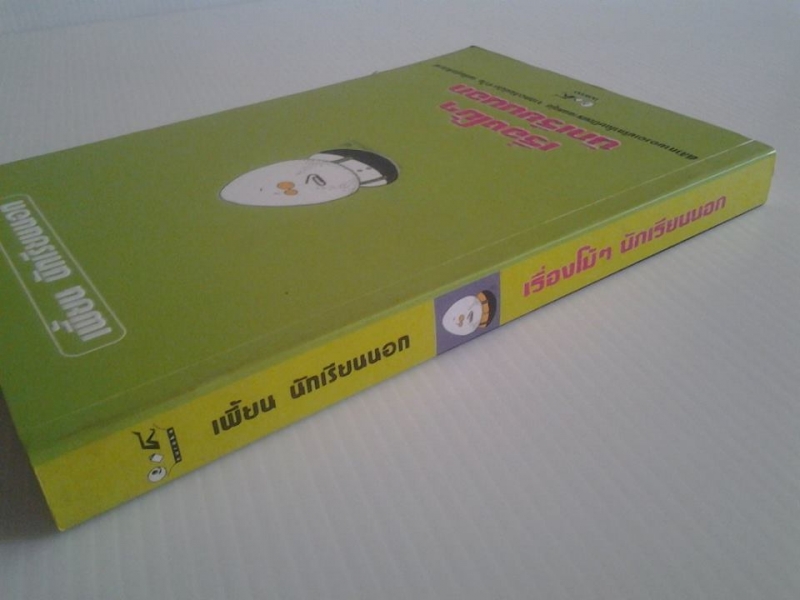 เรื่องโม้ๆ
นักเรียนนอก
เพี้ยน นักเรียนนอก
เรื่องโม้ๆ นักเรียนนอก
เพี้ยน นักเรียนนอก